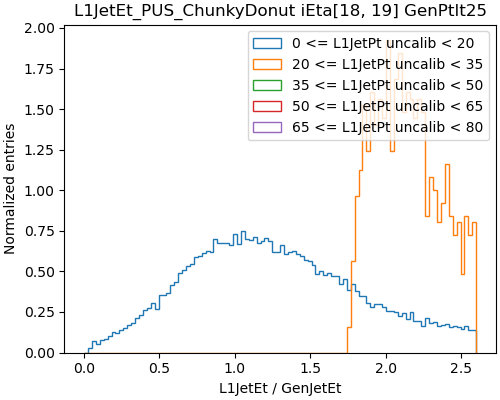 L1JetEt_PUS_ChunkyDonut iEta[18, 19] GenPtlt25
0 <= L1JetPt uncalib < 20
20 <= L1JetPt uncalib < 35
35 <= L1JetPt uncalib < 50
50 <= L1JetPt uncalib < 65
65 <= L1JetPt uncalib < 80
Normalized entries
2.00
1.75
1.50
1.25
1.00
0.75
0.50
0.25
0.00
0.0 0.5 1.0 1.5 2.0 2.5
L1JetEt / GenJetEt